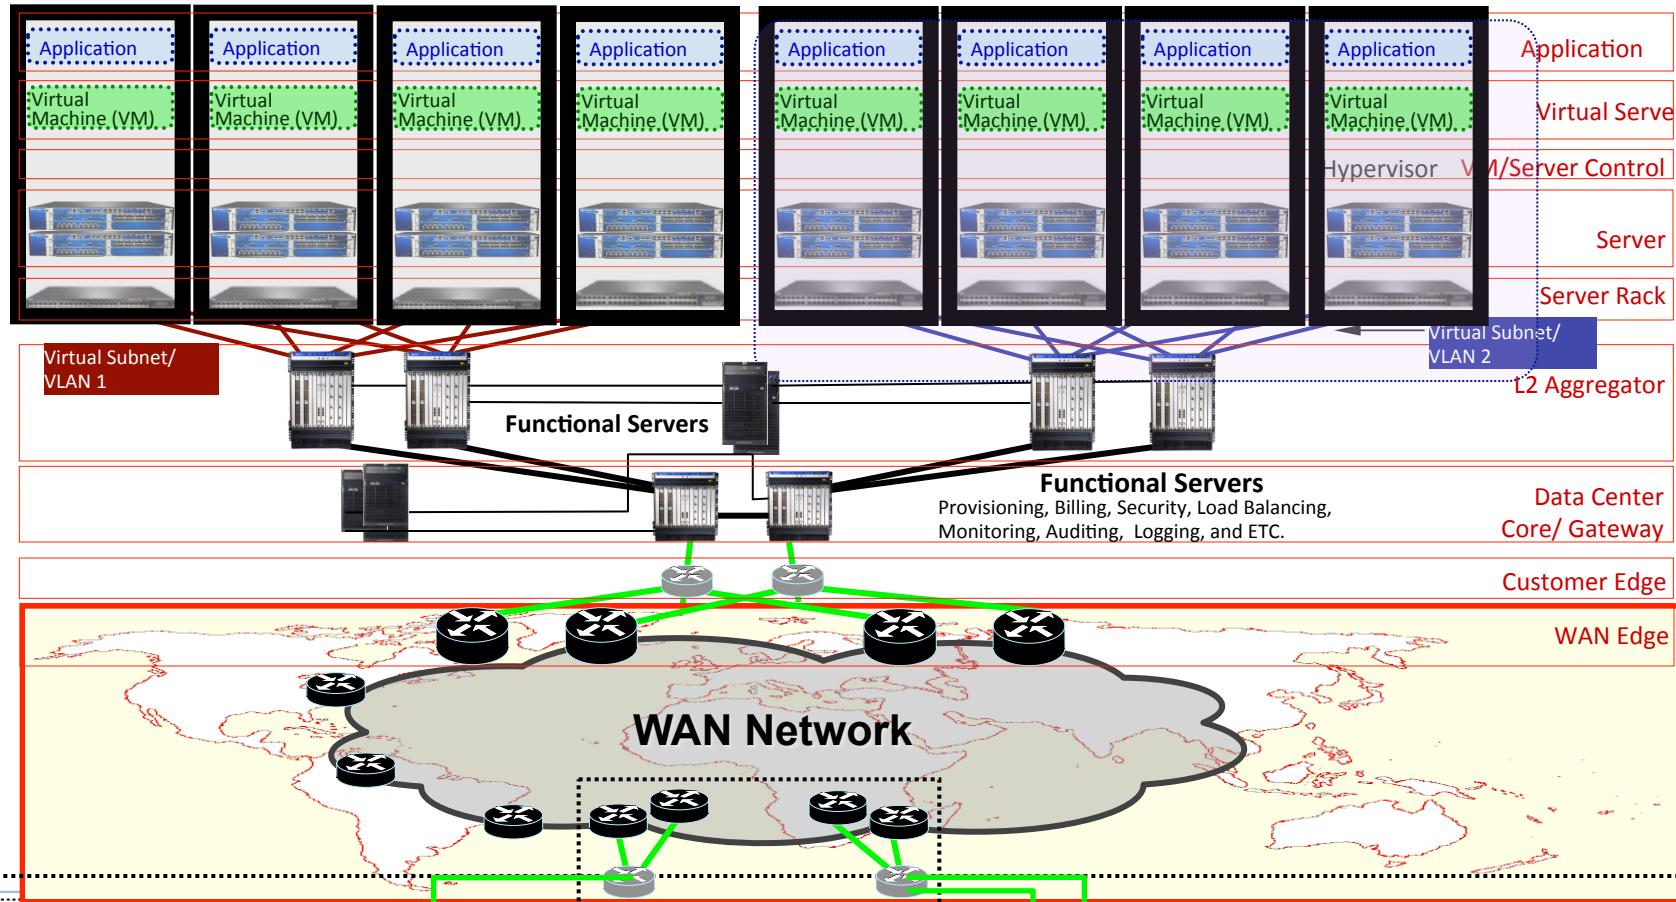 Application Application Application Application Application Application Application Application Application
Virtual Virtual Virtual Virtual Virtual Virtual Virtual Virtual
Machine (VM) Machine (VM) Machine (VM) Machine (VM) Machine (VM) Machine (VM) Machine (VM) Machine (VM)
Virtual Serve
Hypervisor VM/Server Control
Server
Server Rack
Virtual Subnet/
VLAN 1
Virtual Subnet/
VLAN 2
L2 Aggregator
Functional Servers
Functional Servers
Provisioning, Billing, Security, Load Balancing,
Monitoring, Auditing, Logging, and ETC.
Data Center
Core/ Gateway
Customer Edge
WAN Edge
WAN Network